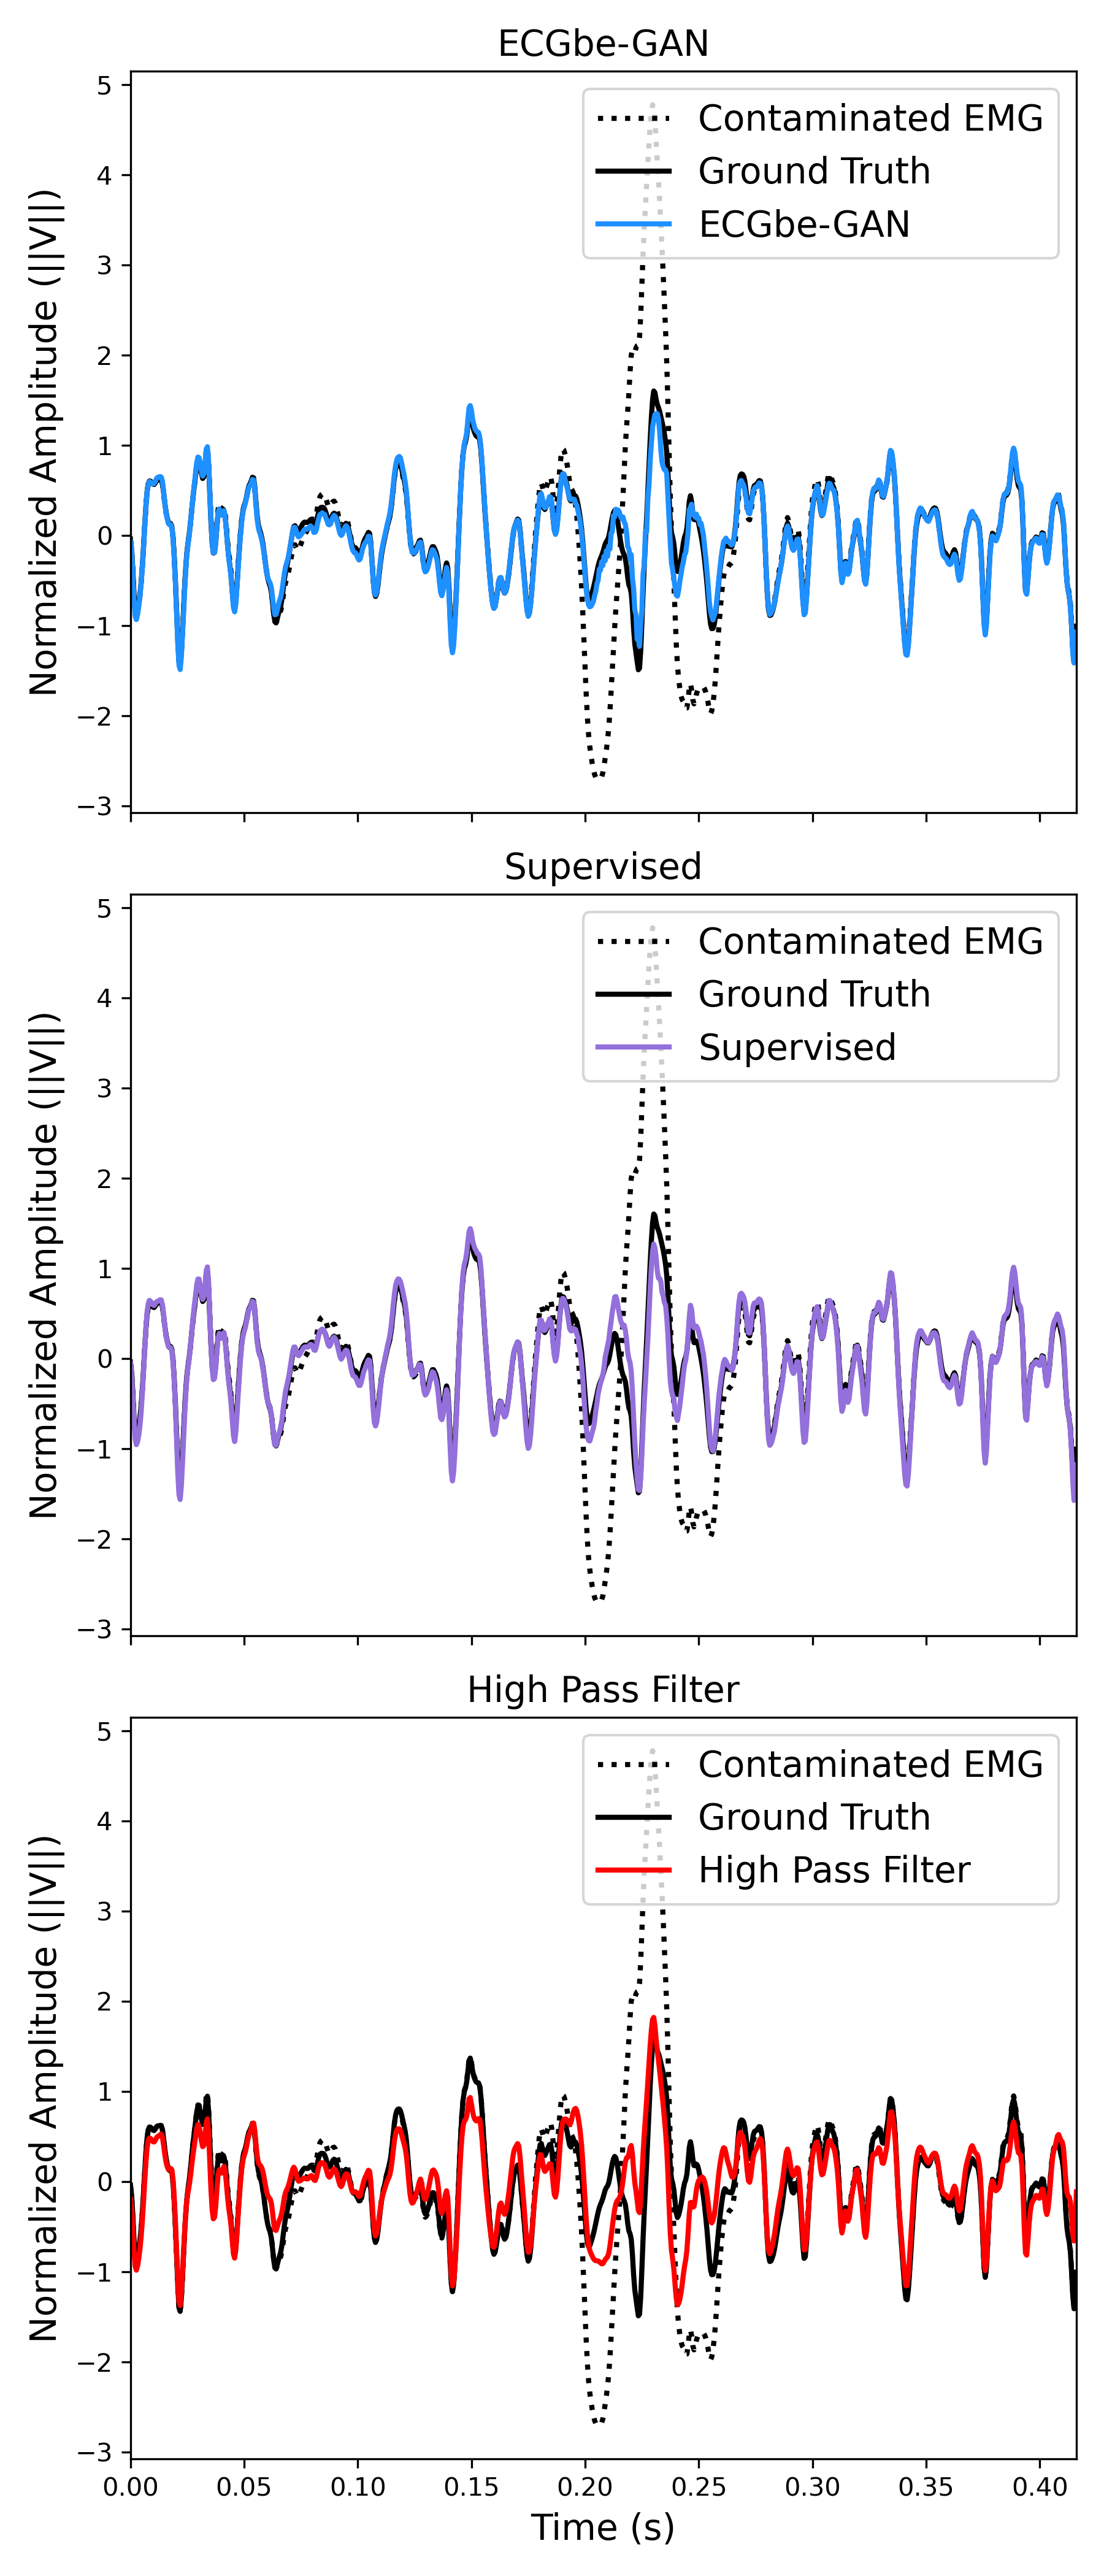 ECGbe-GAN
Normalized Amplitude (||V||)
5
4
3
2
1
0
−1
−2
−3
Contaminated EMG
Ground Truth
ECGbe-GAN
Supervised
Normalized Amplitude (||V||)
5
4
3
2
1
0
−1
−2
−3
Contaminated EMG
Ground Truth
Supervised
High Pass Filter
Normalized Amplitude (||V||)
5
4
3
2
1
0
−1
−2
−3
Contaminated EMG
Ground Truth
High Pass Filter
0.00 0.05 0.10 0.15 0.20 0.25 0.30 0.35 0.40
Time (s)